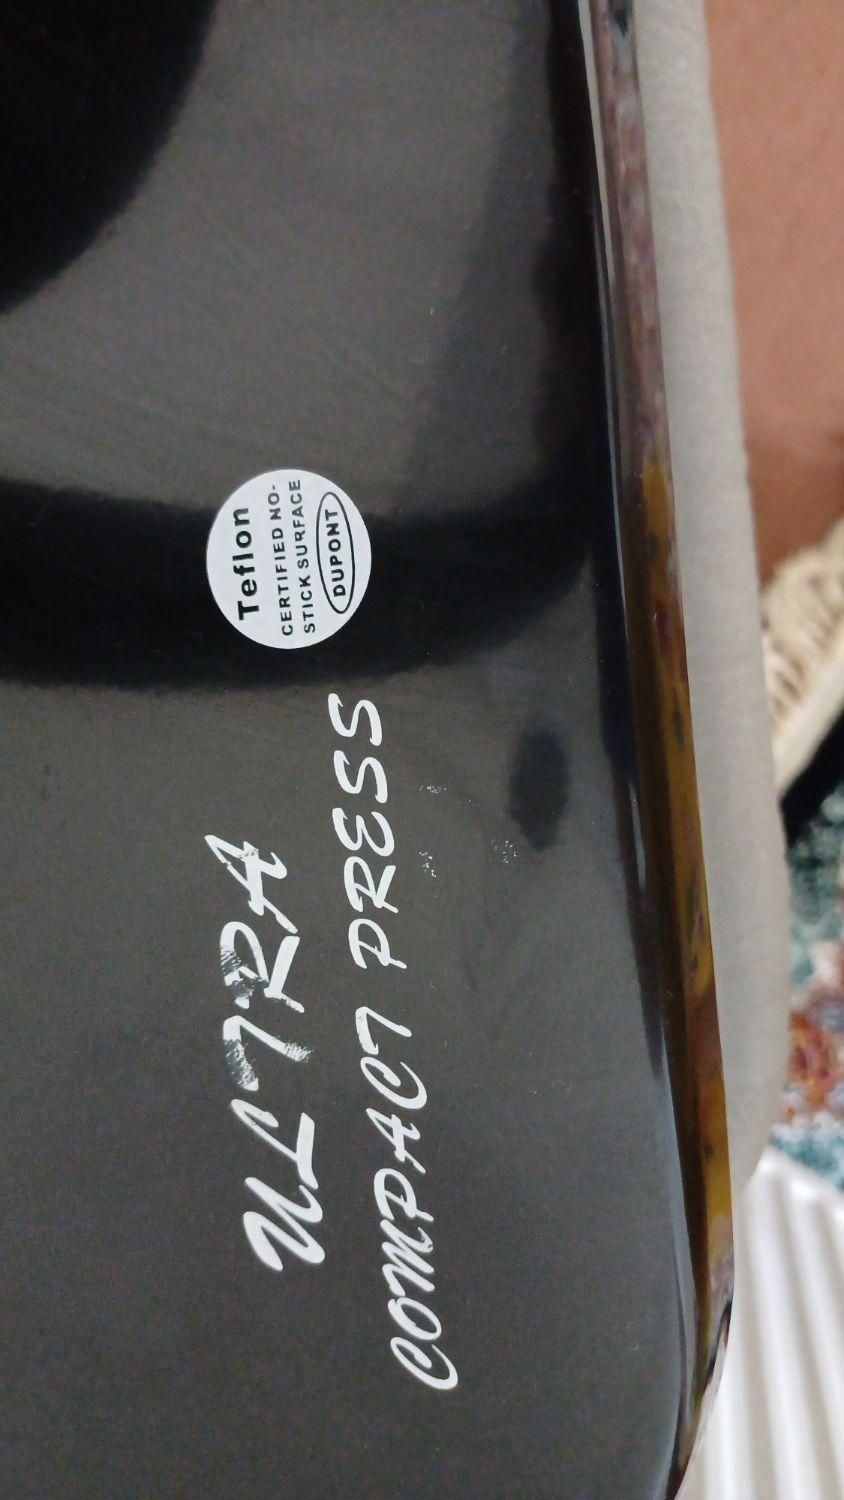 Teflon
CERTIFIED NO-
STICK SURFACE
DUPONT
ULTRA
COMPACT PRESS